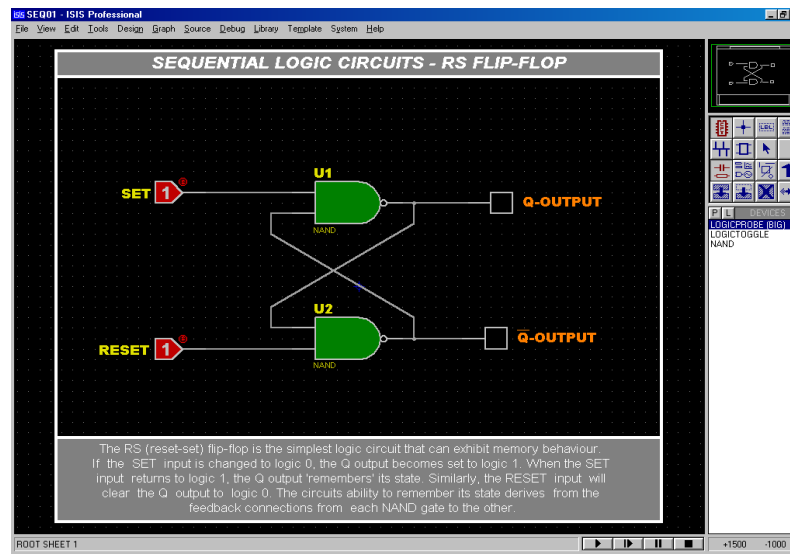 ISIS SEQ01 - ISIS Professional
File View Edit Tools Design Graph Source Debug Library Template System Help
SEQUENTIAL LOGIC CIRCUITS - RS FLIP-FLOP
U1
SET 1
Q-OUTPUT
NAND
U2
RESET 1
Q̅-OUTPUT
NAND
LBL
P L DEVICES
LOGICPROBE (BIG)
LOGICTOGGLE
NAND
The RS (reset-set) flip-flop is the simplest logic circuit that can exhibit memory behaviour.
If the SET input is changed to logic 0, the Q output becomes set to logic 1. When the SET
input returns to logic 1, the Q output 'remembers' its state. Similarly, the RESET input will
clear the Q output to logic 0. The circuits ability to remember its state derives from the
feedback connections from each NAND gate to the other.
ROOT SHEET 1
+1500 -1000